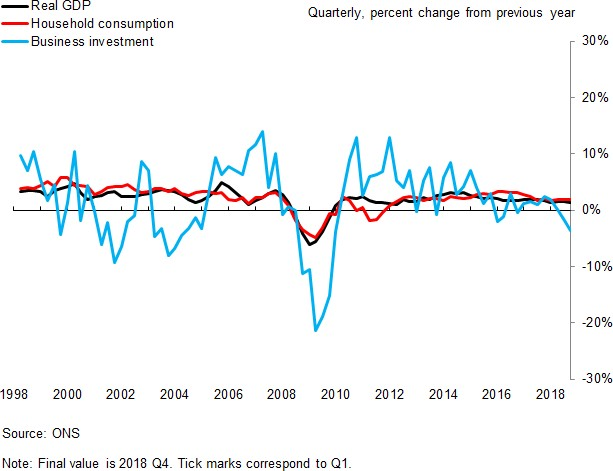 Real GDP
Quarterly, percent change from previous year
Household consumption
Business investment
30%
20%
10%
0%
-10%
-20%
-30%
1998 2000 2002 2004 2006 2008 2010 2012 2014 2016 2018
Source: ONS
Note: Final value is 2018 Q4. Tick marks correspond to Q1.